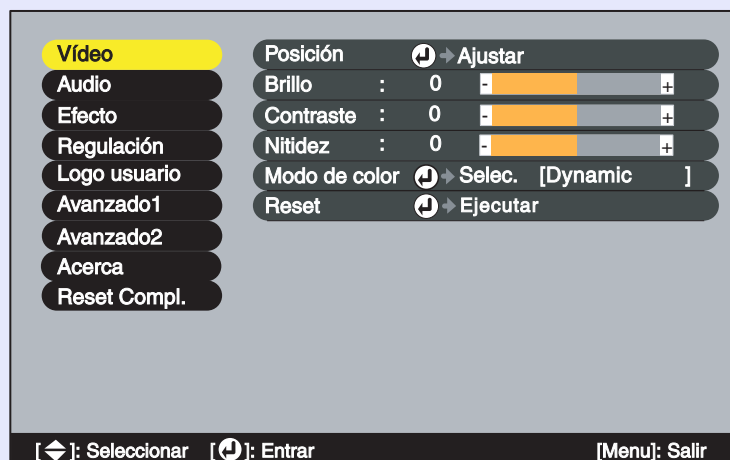 Vídeo
Audio
Efecto
Regulación
Logo usuario
Avanzado1
Avanzado2
Acerca
Reset Compl.
Posición Ajustar
Brillo : 0 - +
Contraste : 0 - +
Nitidez : 0 - +
Modo de color Selec. [Dynamic ]
Reset Ejecutar
[ ]: Seleccionar [ ]: Entrar [Menu]: Salir